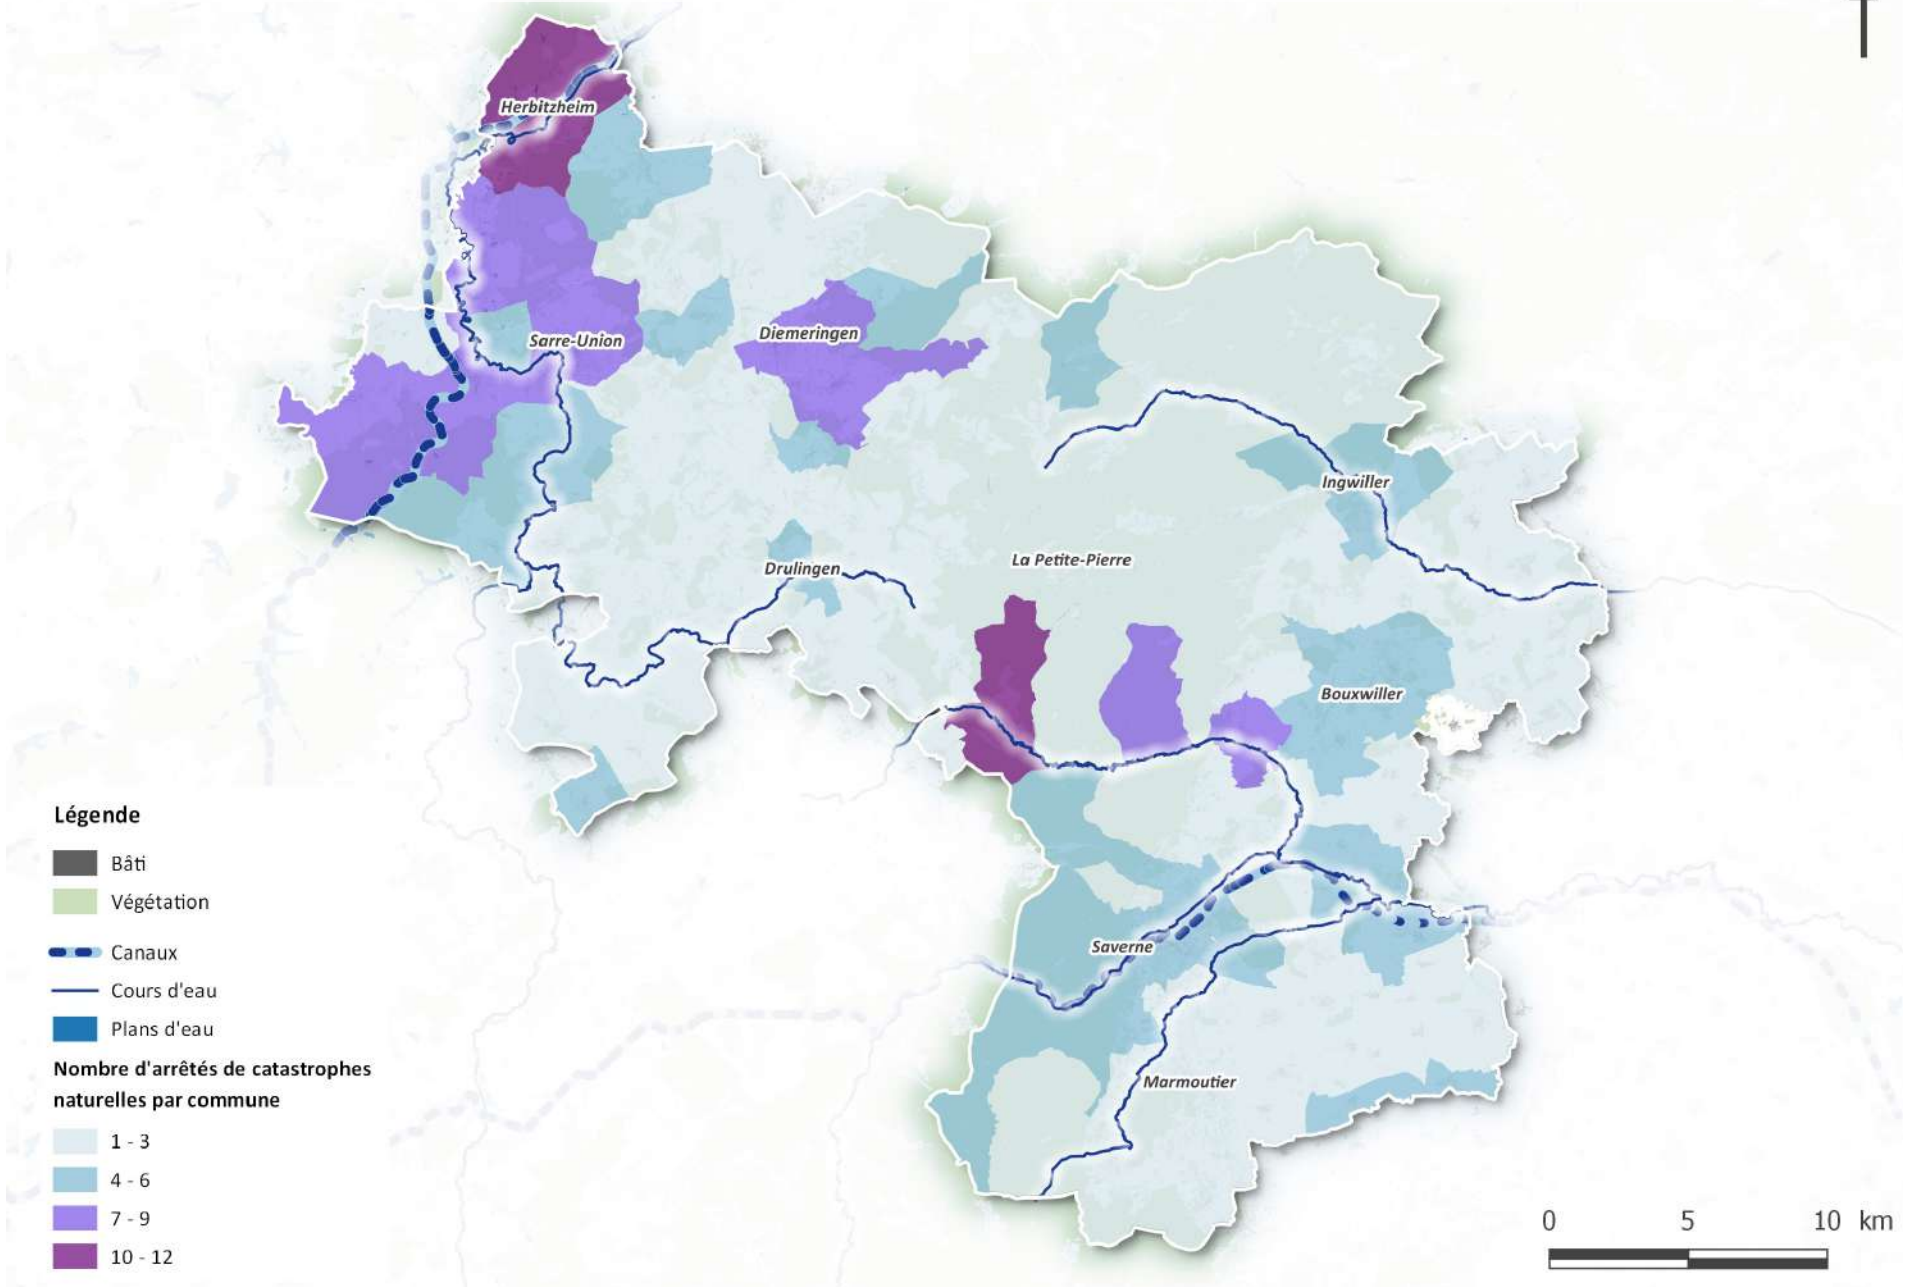 Herbitzheim
Sarre-Union
Diemeringen
Ingwiller
La Petite-Pierre
Drulingen
Bouxwiller
Saverne
Marmoutier
Légende
Bâti
Végétation
Canaux
Cours d'eau
Plans d'eau
Nombre d'arrêtés de catastrophes
naturelles par commune
1 - 3
4 - 6
7 - 9
10 - 12
0 5 10 km